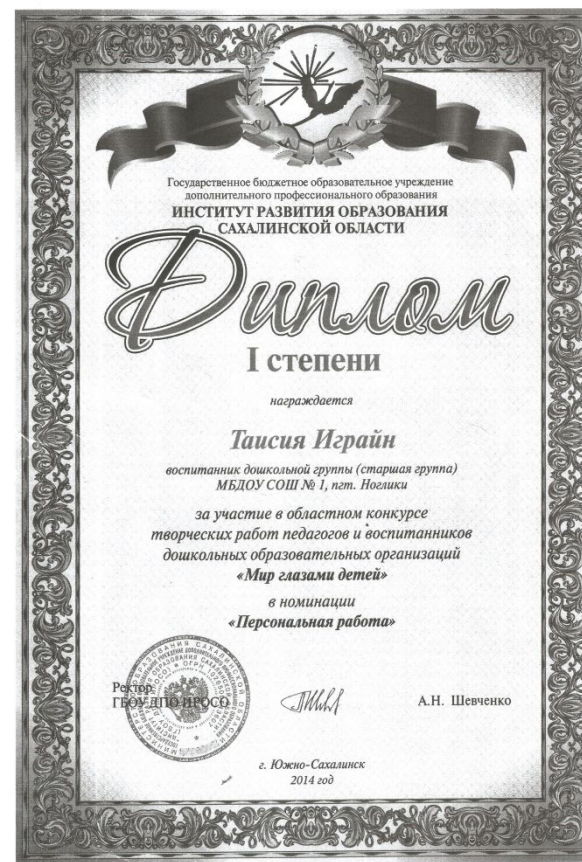 Государственное бюджетное образовательное учреждение
дополнительного профессионального образования
ИНСТИТУТ РАЗВИТИЯ ОБРАЗОВАНИЯ
САХАЛИНСКОЙ ОБЛАСТИ
Диплом
I степени
награждается
Таисия Играйн
воспитанник дошкольной группы (старшая группа)
МБДОУ СОШ № 1, пгт. Ноглики
за участие в областном конкурсе
творческих работ педагогов и воспитанников
дошкольных образовательных организаций
«Мир глазами детей»
в номинации
«Персональная работа»
Ректор
ГБОУ ДПО ИРОСО
А.Н. Шевченко
г. Южно-Сахалинск
2014 год